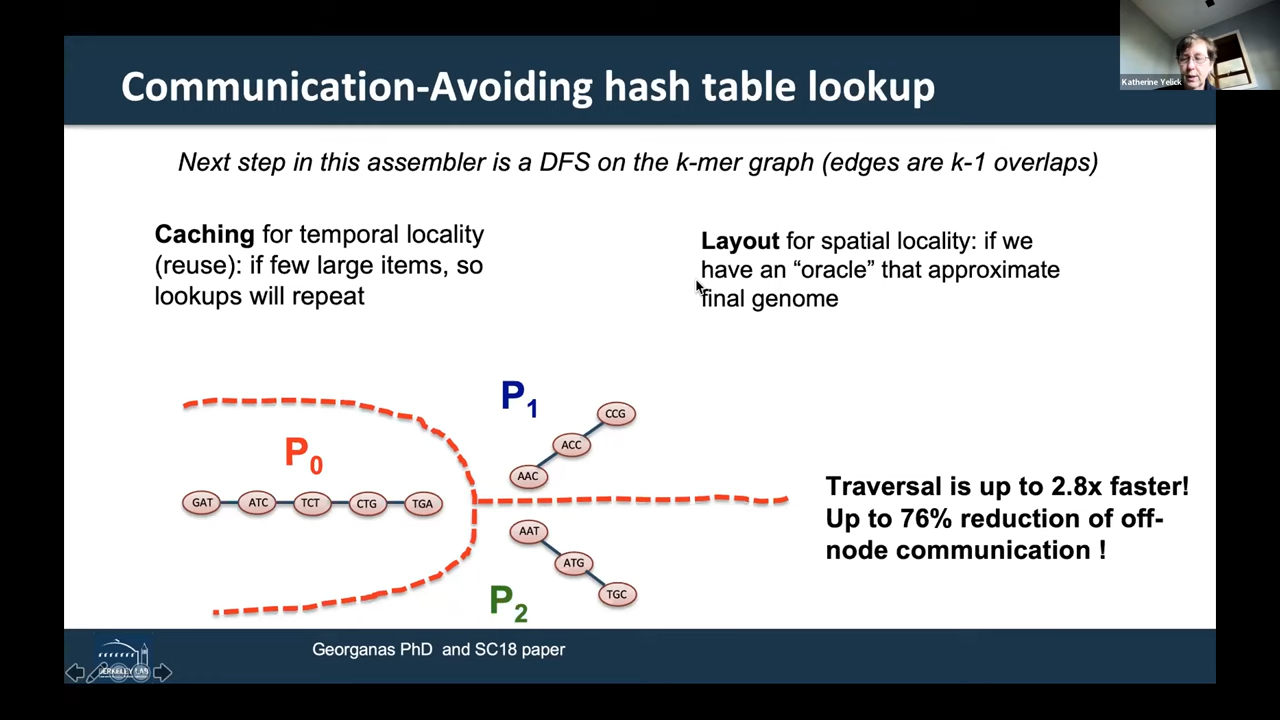 Communication-Avoiding hash table lookup
Katherine Yelick
Next step in this assembler is a DFS on the k-mer graph (edges are k-1 overlaps)
Caching for temporal locality
(reuse): if few large items, so
lookups will repeat
Layout for spatial locality: if we
have an “oracle” that approximate
final genome
P0
GAT ATC TCT CTG TGA
P1
CCG
ACC
AAC
AAT
ATG
TGC
P2
Traversal is up to 2.8x faster!
Up to 76% reduction of off-
node communication !
Georganas PhD and SC18 paper
BERKELEY LAB